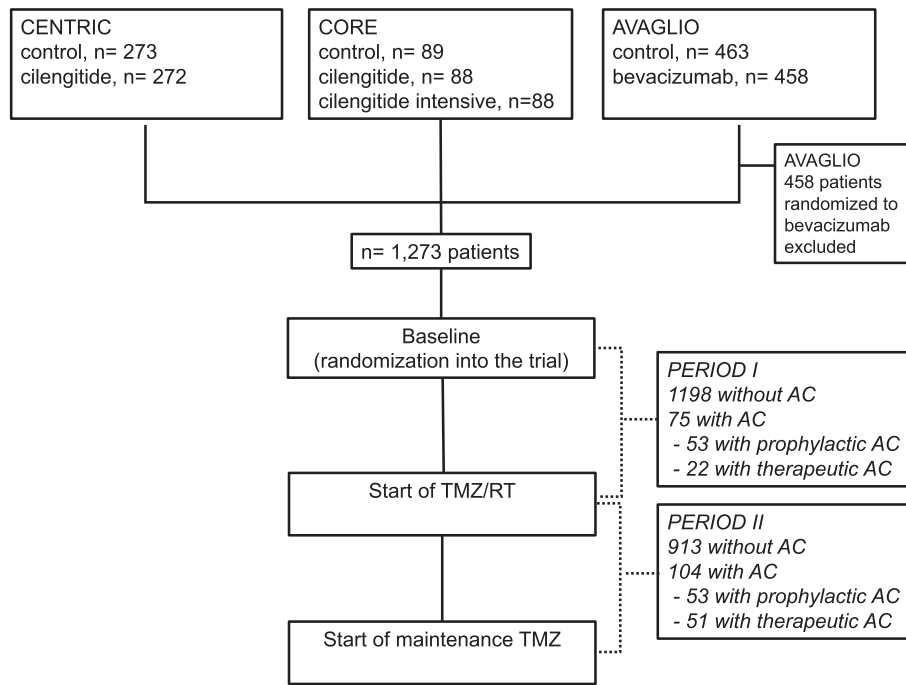 CENTRIC
control, n= 273
cilengitide, n= 272
CORE
control, n= 89
cilengitide, n= 88
cilengitide intensive, n=88
AVAGLIO
control, n= 463
bevacizumab, n= 458
AVAGLIO
458 patients
randomized to
bevacizumab
excluded
n= 1,273 patients
Baseline
(randomization into the trial)
PERIOD I
1198 without AC
75 with AC
- 53 with prophylactic AC
- 22 with therapeutic AC
Start of TMZ/RT
PERIOD II
913 without AC
104 with AC
- 53 with prophylactic AC
- 51 with therapeutic AC
Start of maintenance TMZ